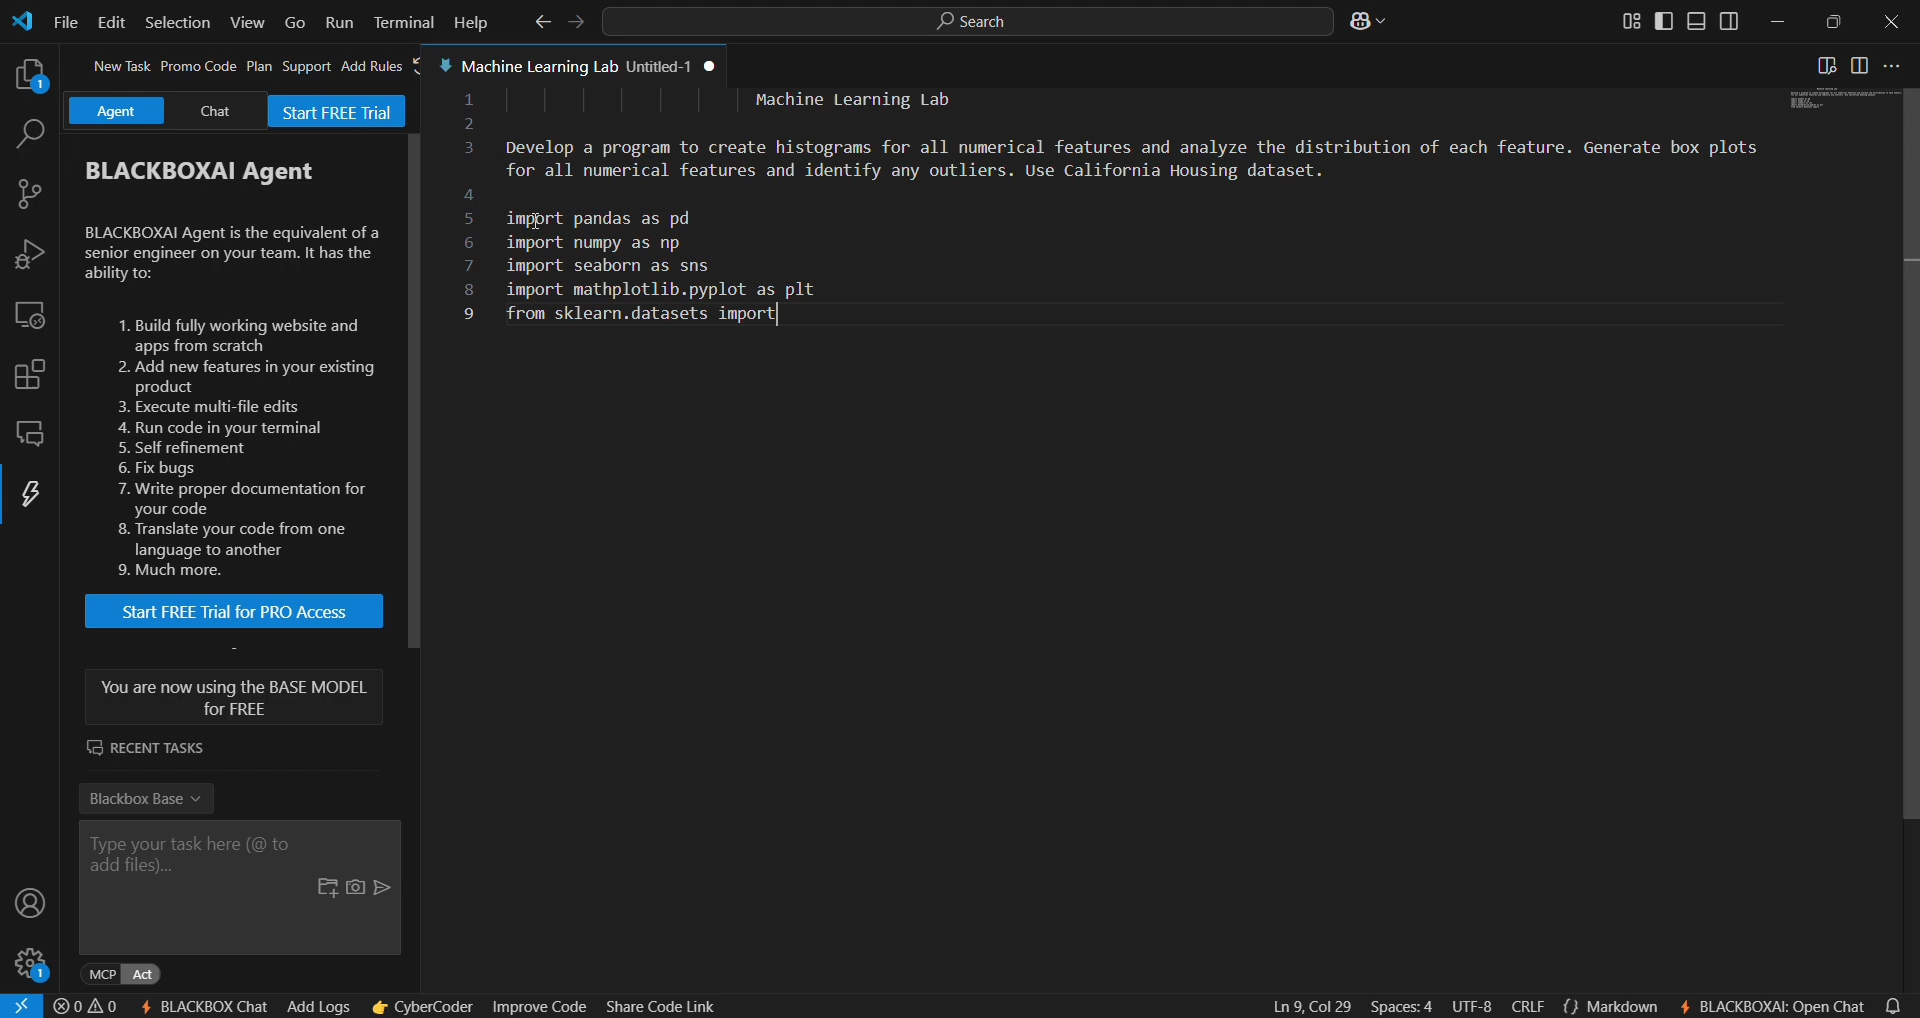 File Edit Selection View Go Run Terminal Help Search
New Task Promo Code Plan Support Add Rules
Machine Learning Lab Untitled-1
Agent Chat Start FREE Trial
BLACKBOXAI Agent
BLACKBOXAI Agent is the equivalent of a
senior engineer on your team. It has the
ability to:
1. Build fully working website and
apps from scratch
2. Add new features in your existing
product
3. Execute multi-file edits
4. Run code in your terminal
5. Self refinement
6. Fix bugs
7. Write proper documentation for
your code
8. Translate your code from one
language to another
9. Much more.
Start FREE Trial for PRO Access
-
You are now using the BASE MODEL
for FREE
RECENT TASKS
Blackbox Base
Type your task here (@ to
add files)...
MCP Act
1 Machine Learning Lab
2
3 Develop a program to create histograms for all numerical features and analyze the distribution of each feature. Generate box plots
for all numerical features and identify any outliers. Use California Housing dataset.
4
5 import pandas as pd
6 import numpy as np
7 import seaborn as sns
8 import mathplotlib.pyplot as plt
9 from sklearn.datasets import
1
1
0 0 BLACKBOX Chat Add Logs 👉 CyberCoder Improve Code Share Code Link Ln 9, Col 29 Spaces: 4 UTF-8 CRLF {} Markdown BLACKBOXAI: Open Chat